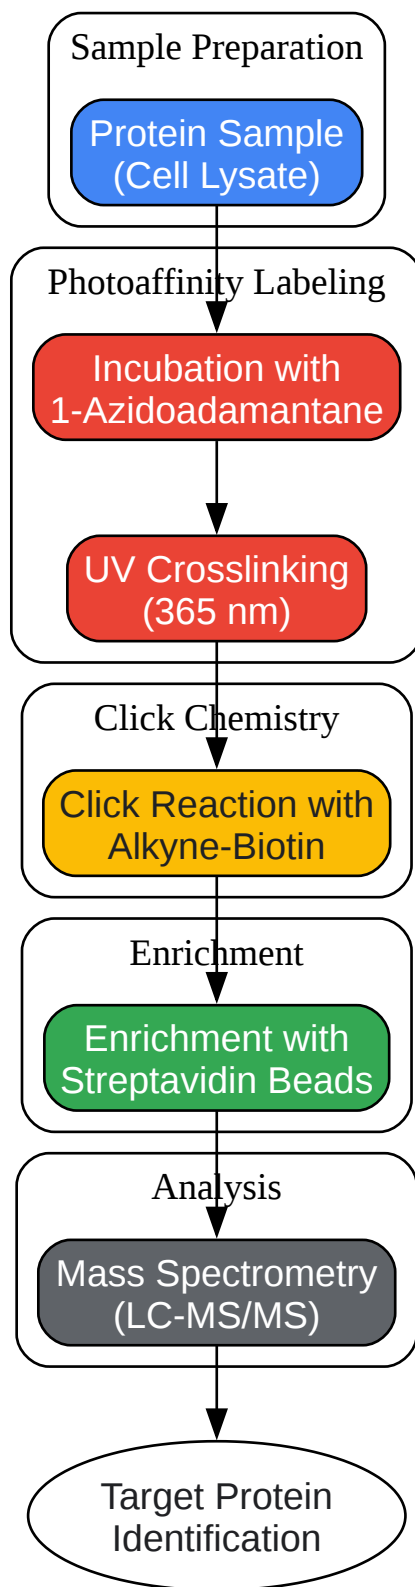 Sample Preparation
Protein Sample
(Cell Lysate)
Photoaffinity Labeling
Incubation with
1-Azidoadamantane
UV Crosslinking
(365 nm)
Click Chemistry
Click Reaction with
Alkyne-Biotin
Enrichment
Enrichment with
Streptavidin Beads
Analysis
Mass Spectrometry
(LC-MS/MS)
Target Protein
Identification